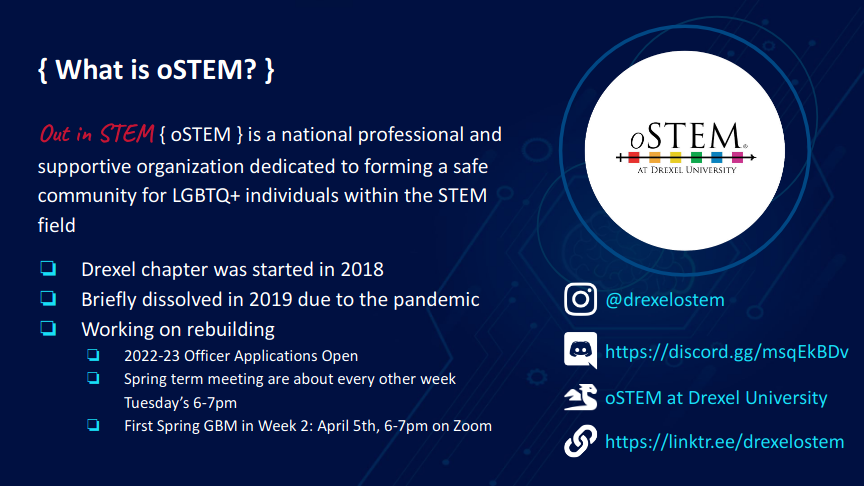 { What is oSTEM? }
Out in STEM { oSTEM } is a national professional and
supportive organization dedicated to forming a safe
community for LGBTQ+ individuals within the STEM
field
Drexel chapter was started in 2018
Briefly dissolved in 2019 due to the pandemic
Working on rebuilding
2022-23 Officer Applications Open
Spring term meeting are about every other week
Tuesday’s 6-7pm
First Spring GBM in Week 2: April 5th, 6-7pm on Zoom
oSTEM®
AT DREXEL UNIVERSITY
@drexelostem
https://discord.gg/msqEkBDv
oSTEM at Drexel University
https://linktr.ee/drexelostem